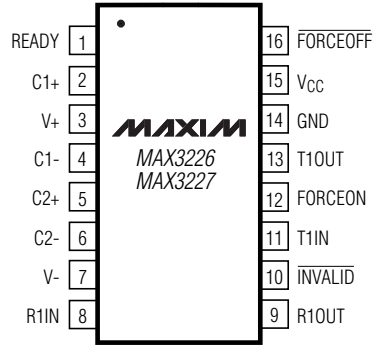 READY 1 16 FORCEOFF
C1+ 2 15 VCC
V+ 3 MAXIM 14 GND
C1- 4 MAX3226 13 T1OUT
C2+ 5 MAX3227 12 FORCEON
C2- 6 11 T1IN
V- 7 10 INVALID
R1IN 8 9 R1OUT